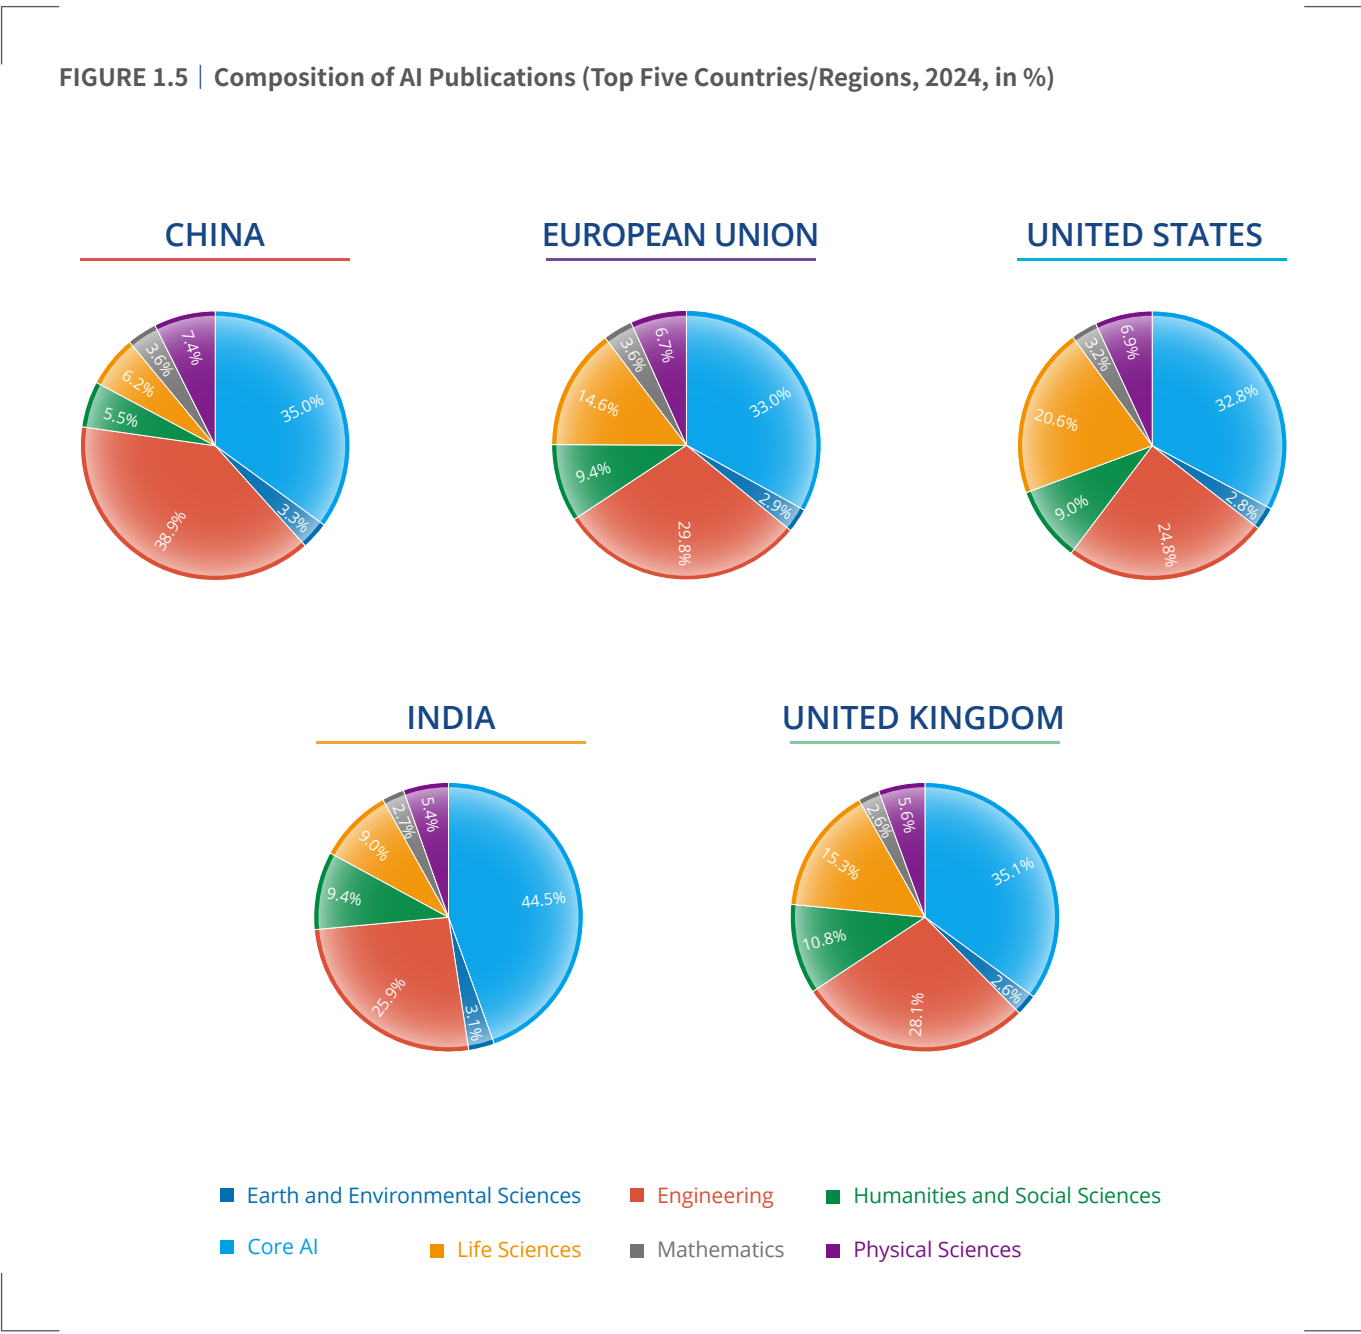 FIGURE 1.5 | Composition of AI Publications (Top Five Countries/Regions, 2024, in %)
CHINA
35.0%
3.3%
38.9%
5.5%
6.2%
3.6%
7.4%
EUROPEAN UNION
33.0%
2.9%
29.8%
9.4%
14.6%
3.6%
6.7%
UNITED STATES
32.8%
2.8%
24.8%
9.0%
20.6%
3.2%
6.9%
INDIA
44.5%
3.1%
25.9%
9.4%
9.0%
2.7%
5.4%
UNITED KINGDOM
35.1%
2.6%
28.1%
10.8%
15.3%
2.6%
5.6%
Earth and Environmental Sciences
Engineering
Humanities and Social Sciences
Core AI
Life Sciences
Mathematics
Physical Sciences